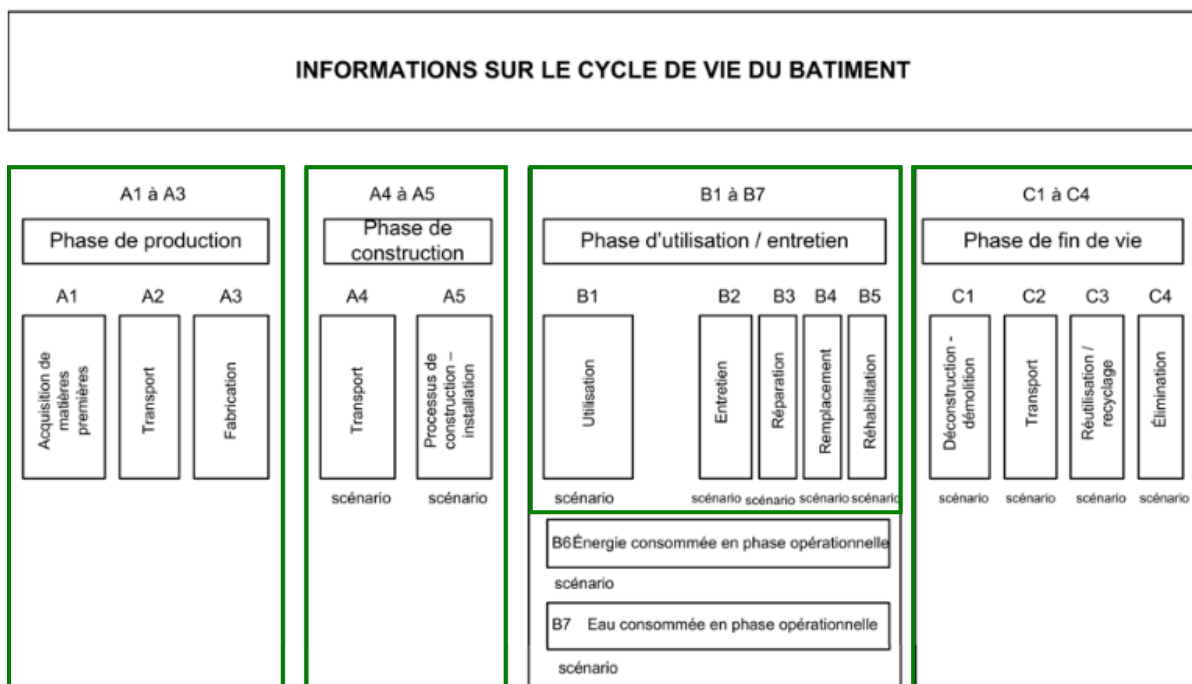 INFORMATIONS SUR LE CYCLE DE VIE DU BATIMENT
A1 à A3
Phase de production
A1
A2
A3
Acquisition de
matières
premières
Transport
Fabrication
A4 à A5
Phase de
construction
A4
A5
Transport
Processus de
construction –
installation
scénario
scénario
B1 à B7
Phase d'utilisation / entretien
B1
B2
B3
B4
B5
Utilisation
Entretien
Réparation
Remplacement
Réhabilitation
scénario
scénario
scénario
scénario
scénario
B6 Énergie consommée en phase opérationnelle
scénario
B7 Eau consommée en phase opérationnelle
scénario
C1 à C4
Phase de fin de vie
C1
C2
C3
C4
Déconstruction -
démolition
Transport
Réutilisation /
recyclage
Élimination
scénario
scénario
scénario
scénario